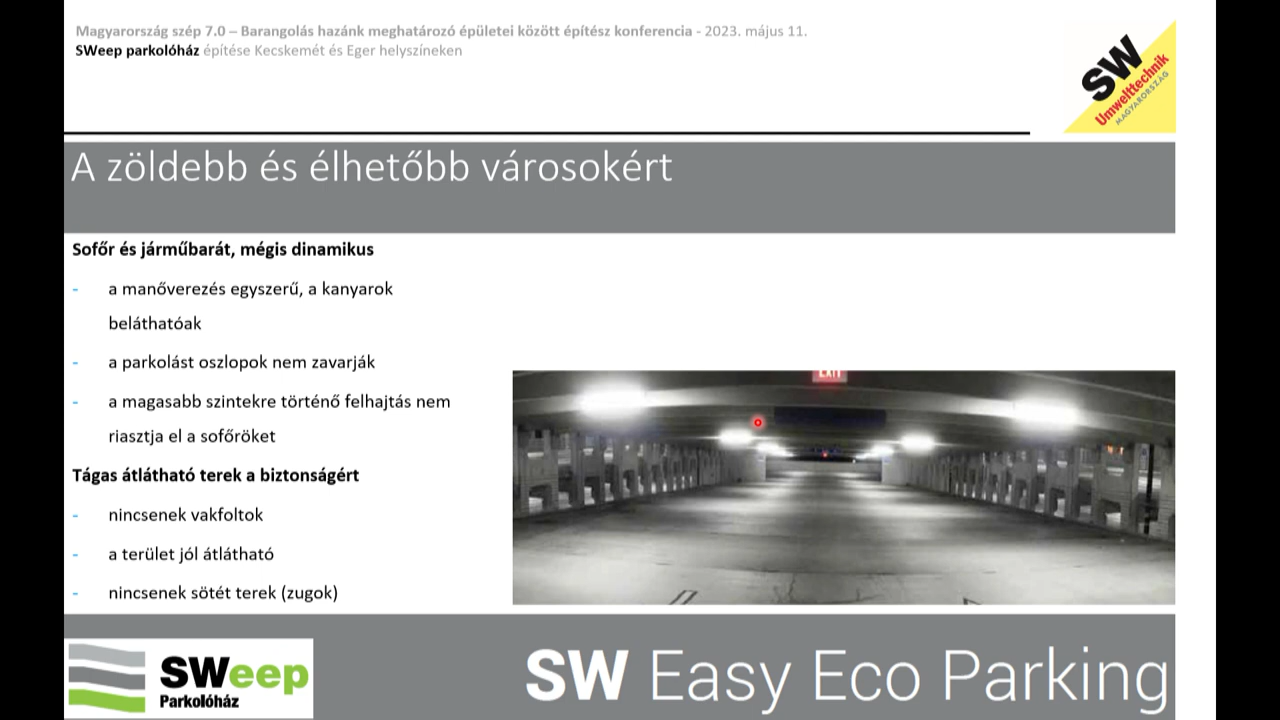 Magyarország szép 7.0 – Barangolás hazánk meghatározó épületei között építész konferencia - 2023. május 11.
SWeep parkolóház építése Kecskemét és Eger helyszíneken
SW
Umwelttechnik
MAGYARORSZÁG
A zöldebb és élhetőbb városokért
Sofőr és járműbarát, mégis dinamikus
- a manőverezés egyszerű, a kanyarok
beláthatóak
- a parkolást oszlopok nem zavarják
- a magasabb szintekre történő felhajtás nem
riasztja el a sofőröket
Tágas átlátható terek a biztonságért
- nincsenek vakfoltok
- a terület jól átlátható
- nincsenek sötét terek (zugok)
EXIT
SWeep
Parkolóház
SW Easy Eco Parking